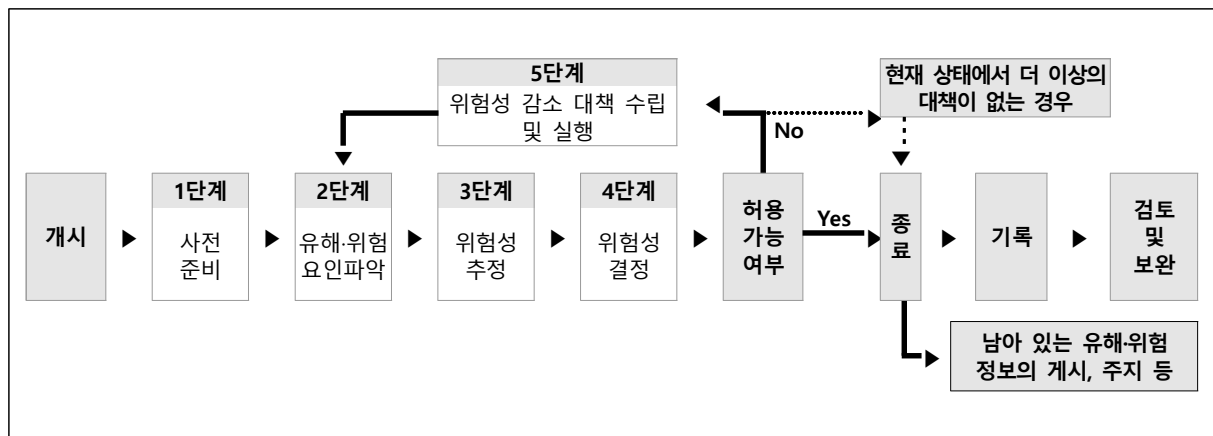 5단계
위험성 감소 대책 수립
및 실행
현재 상태에서 더 이상의
대책이 없는 경우
No
개시
1단계
사전
준비
2단계
유해·위험
요인파악
3단계
위험성
추정
4단계
위험성
결정
허용
가능
여부
Yes
종
료
기록
검토
및
보완
남아 있는 유해·위험
정보의 게시, 주지 등